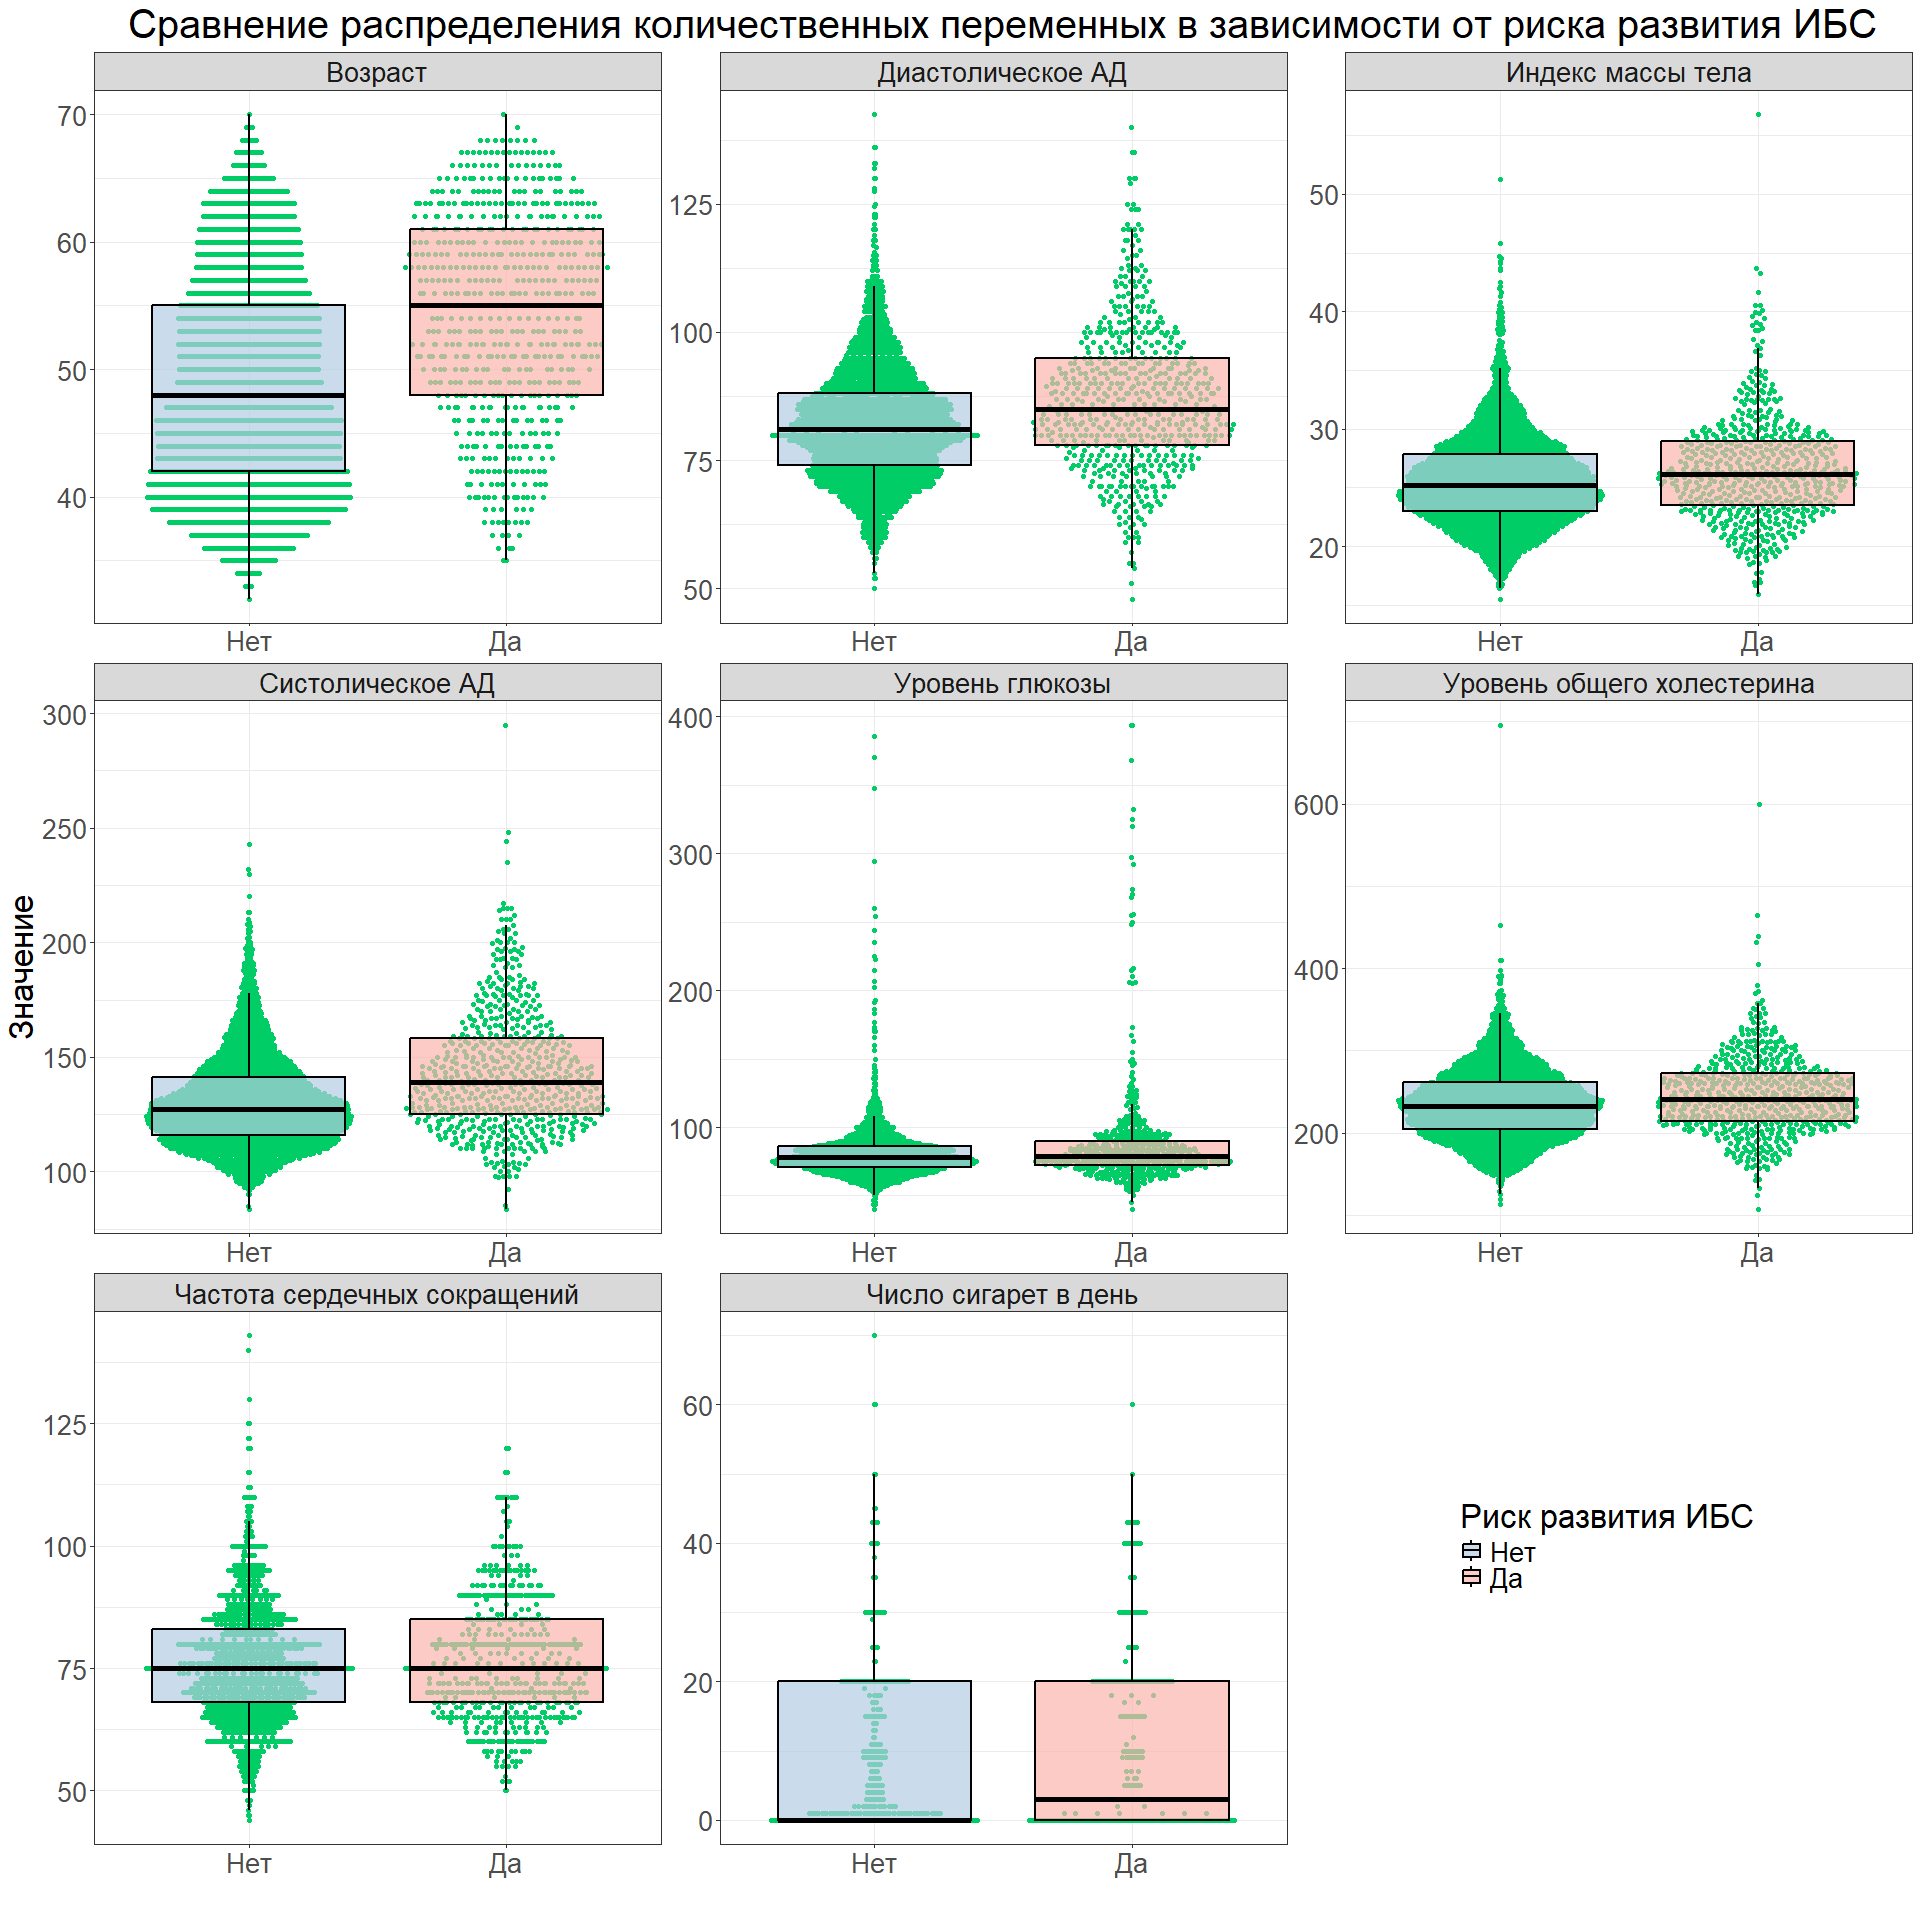 Сравнение распределения количественных переменных в зависимости от риска развития ИБС
Возраст
Диастолическое АД
Индекс массы тела
70
60
50
40
125
100
75
50
50
40
30
20
Нет
Да
Нет
Да
Нет
Да
Систолическое АД
Уровень глюкозы
Уровень общего холестерина
Значение
300
250
200
150
100
400
300
200
100
600
400
200
Нет
Да
Нет
Да
Нет
Да
Частота сердечных сокращений
Число сигарет в день
125
100
75
50
60
40
20
0
Нет
Да
Нет
Да
Риск развития ИБС
Нет
Да